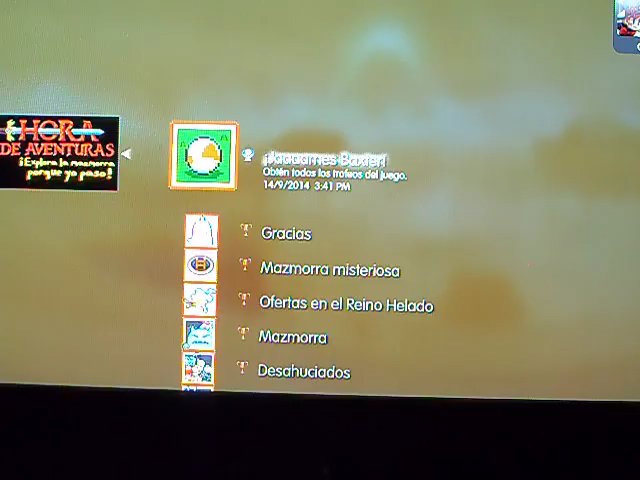 HORA
DE AVENTURAS
¡Explora la mazmorra
porque yo paso!
¡Jaaaames Baxter!
Obtén todos los trofeos del juego.
14/9/2014 3:41 PM
Gracias
Mazmorra misteriosa
Ofertas en el Reino Helado
Mazmorra
Desahuciados